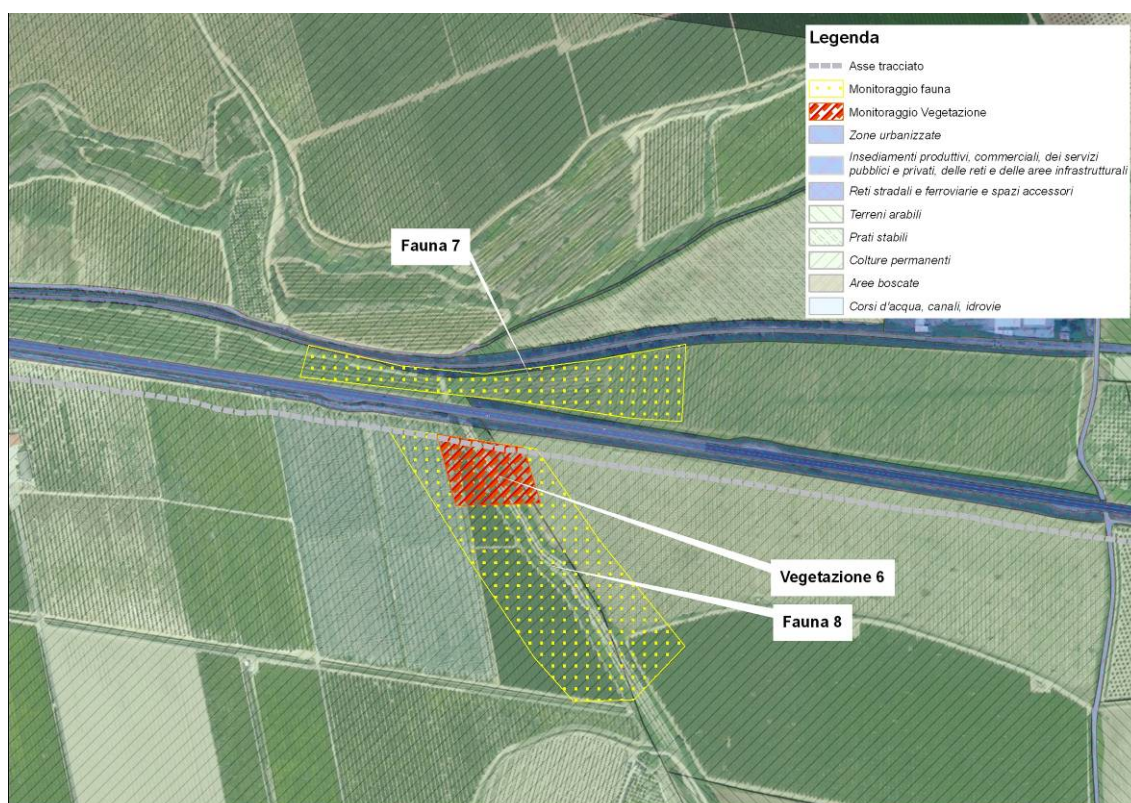 Legenda
Asse tracciato
Monitoraggio fauna
Monitoraggio Vegetazione
Zone urbanizzate
Insediamenti produttivi, commerciali, dei servizi
pubblici e privati, delle reti e delle aree infrastrutturali
Reti stradali e ferroviarie e spazi accessori
Terreni arabili
Prati stabili
Colture permanenti
Aree boscate
Corsi d'acqua, canali, idrovie
Fauna 7
Vegetazione 6
Fauna 8